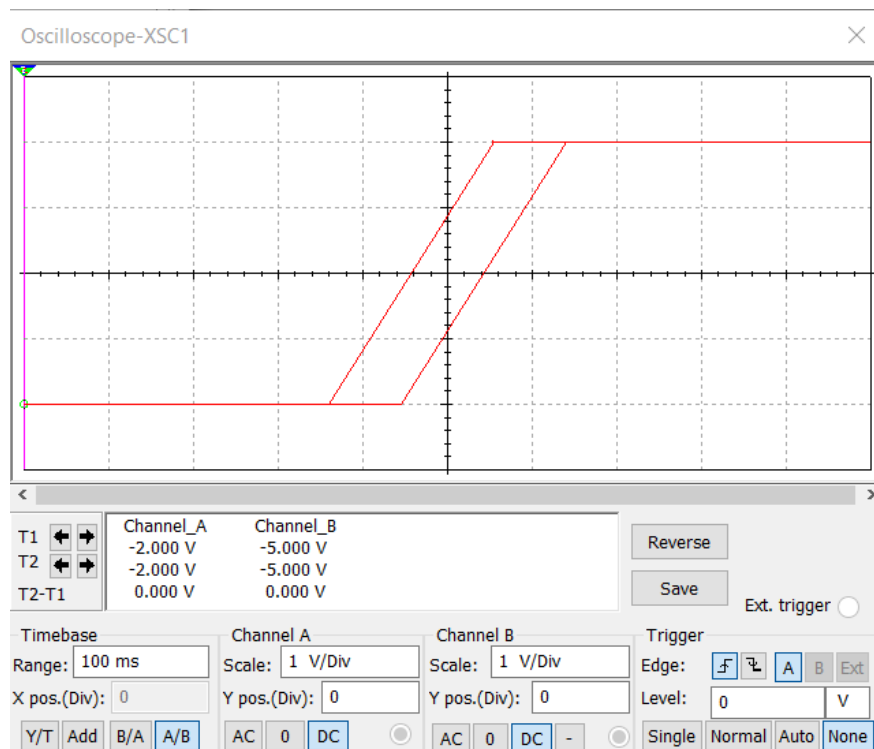 Oscilloscope-XSC1
T1
T2
T2-T1
Channel_A Channel_B
-2.000 V -5.000 V
-2.000 V -5.000 V
0.000 V 0.000 V
Reverse
Save
Ext. trigger
Timebase
Range: 100 ms
X pos.(Div): 0
Y/T Add B/A A/B
Channel A
Scale: 1 V/Div
Y pos.(Div): 0
AC 0 DC
Channel B
Scale: 1 V/Div
Y pos.(Div): 0
AC 0 DC -
Trigger
Edge: A B Ext
Level: 0 V
Single Normal Auto None